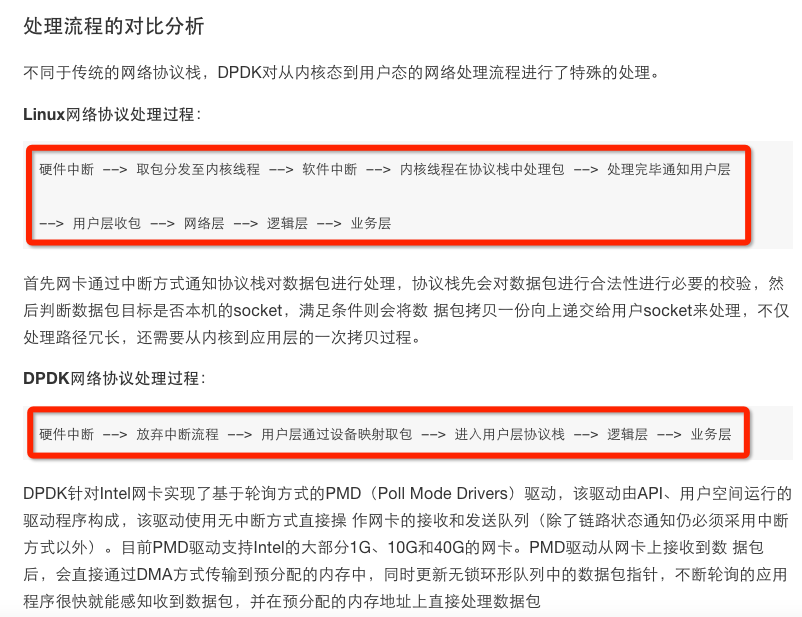 处理流程的对比分析
不同于传统的网络协议栈，DPDK对从内核态到用户态的网络处理流程进行了特殊的处理。
Linux网络协议处理过程：
硬件中断 --> 取包分发至内核线程 --> 软件中断 --> 内核线程在协议栈中处理包 --> 处理完毕通知用户层
--> 用户层收包 --> 网络层 --> 逻辑层 --> 业务层
首先网卡通过中断方式通知协议栈对数据包进行处理，协议栈先会对数据包进行合法性进行必要的校验，然
后判断数据包目标是否本机的socket，满足条件则会将数 据包拷贝一份向上递交给用户socket来处理，不仅
处理路径冗长，还需要从内核到应用层的一次拷贝过程。
DPDK网络协议处理过程：
硬件中断 --> 放弃中断流程 --> 用户层通过设备映射取包 --> 进入用户层协议栈 --> 逻辑层 --> 业务层
DPDK针对Intel网卡实现了基于轮询方式的PMD（Poll Mode Drivers）驱动，该驱动由API、用户空间运行的
驱动程序构成，该驱动使用无中断方式直接操 作网卡的接收和发送队列（除了链路状态通知仍必须采用中断
方式以外）。目前PMD驱动支持Intel的大部分1G、10G和40G的网卡。PMD驱动从网卡上接收到数 据包
后，会直接通过DMA方式传输到预分配的内存中，同时更新无锁环形队列中的数据包指针，不断轮询的应用
程序很快就能感知收到数据包，并在预分配的内存地址上直接处理数据包